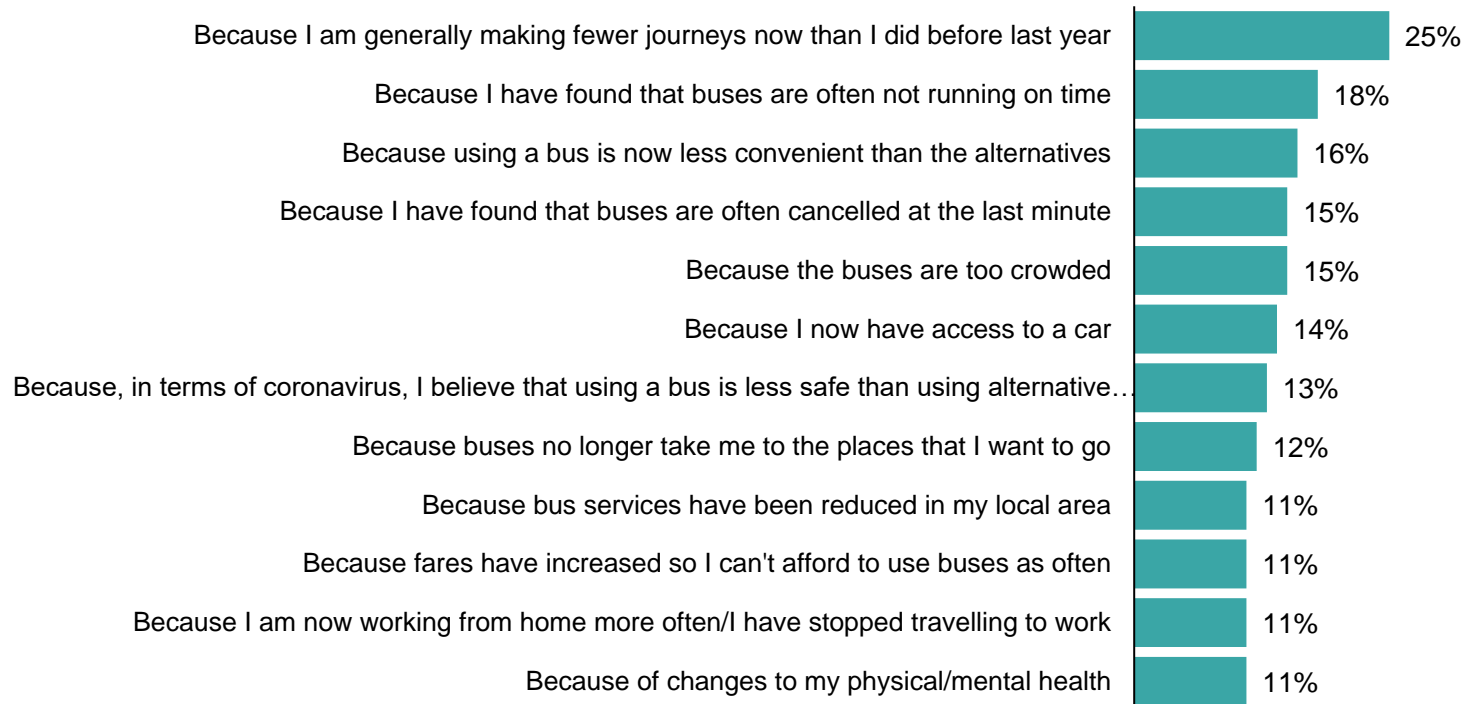 Because I am generally making fewer journeys now than I did before last year 25%
Because I have found that buses are often not running on time 18%
Because using a bus is now less convenient than the alternatives 16%
Because I have found that buses are often cancelled at the last minute 15%
Because the buses are too crowded 15%
Because I now have access to a car 14%
Because, in terms of coronavirus, I believe that using a bus is less safe than using alternative… 13%
Because buses no longer take me to the places that I want to go 12%
Because bus services have been reduced in my local area 11%
Because fares have increased so I can't afford to use buses as often 11%
Because I am now working from home more often/I have stopped travelling to work 11%
Because of changes to my physical/mental health 11%